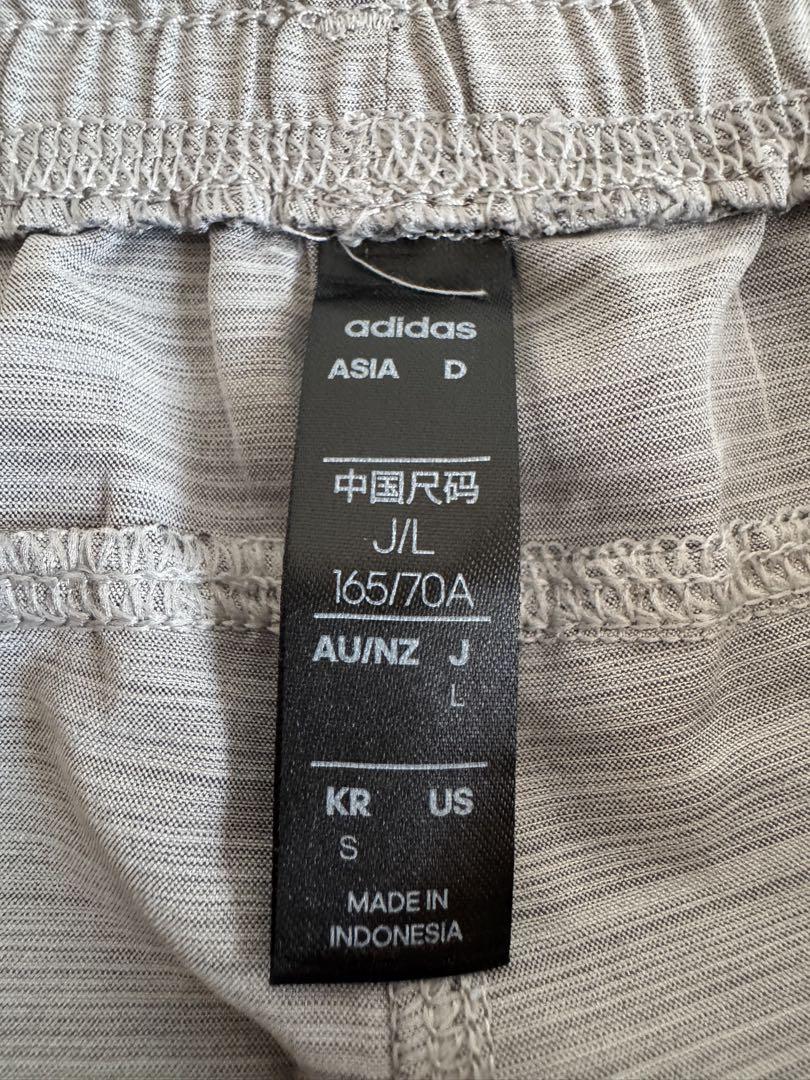 adidas
ASIA D
中国尺码
J/L
165/70A
AU/NZ J
L
KR US
S
MADE IN
INDONESIA